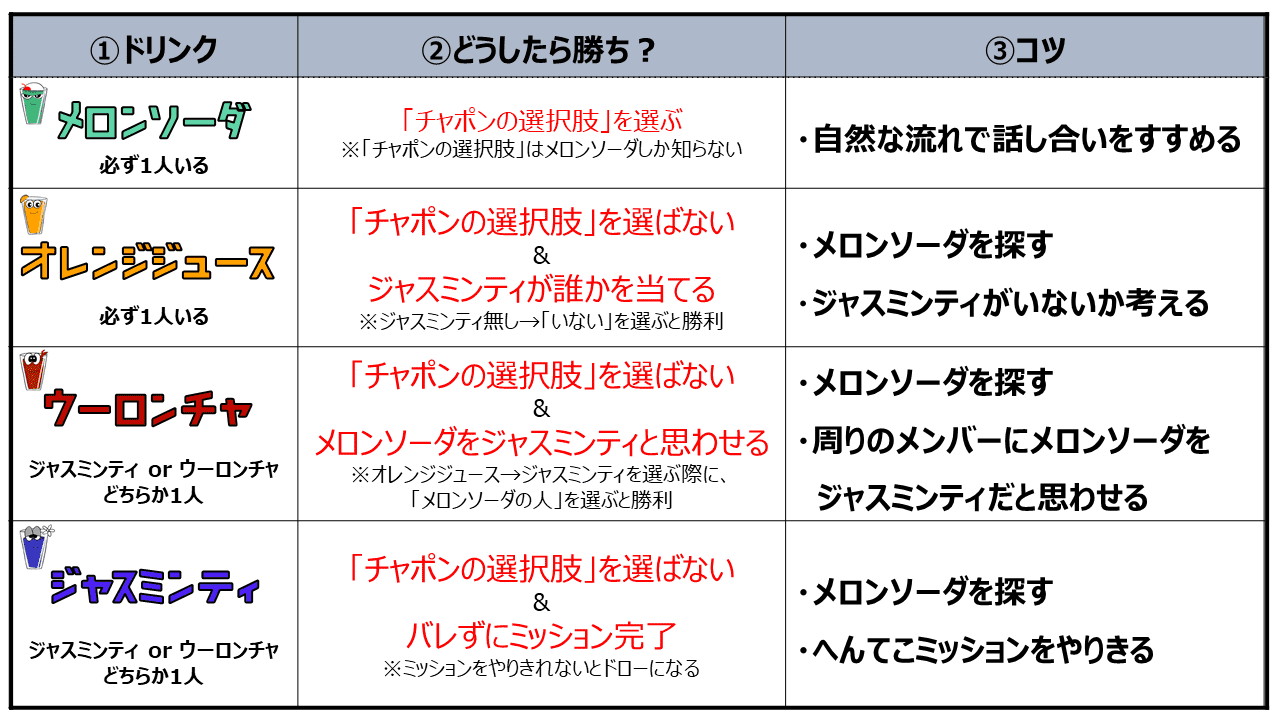 ①ドリンク
②どうしたら勝ち？
③コツ
メロンソーダ
必ず1人いる
「チャポンの選択肢」を選ぶ
※「チャポンの選択肢」はメロンソーダしか知らない
・自然な流れで話し合いをすすめる
オレンジジュース
必ず1人いる
「チャポンの選択肢」を選ばない
&
ジャスミンティが誰かを当てる
※ジャスミンティ無し→「いない」を選ぶと勝利
・メロンソーダを探す
・ジャスミンティがいないか考える
ウーロンチャ
ジャスミンティ or ウーロンチャ
どちらか1人
「チャポンの選択肢」を選ばない
&
メロンソーダをジャスミンティと思わせる
※オレンジジュース→ジャスミンティを選ぶ際に、
「メロンソーダの人」を選ぶと勝利
・メロンソーダを探す
・周りのメンバーにメロンソーダを
ジャスミンティだと思わせる
ジャスミンティ
ジャスミンティ or ウーロンチャ
どちらか1人
「チャポンの選択肢」を選ばない
&
バレずにミッション完了
※ミッションをやりきれないとドローになる
・メロンソーダを探す
・へんてこミッションをやりきる